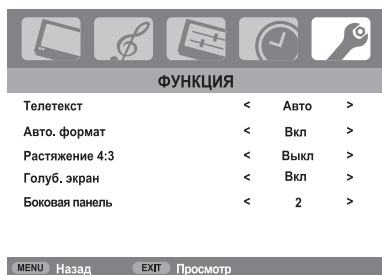 ФУНКЦИЯ
Телетекст < Авто >
Авто. формат < Вкл >
Растяжение 4:3 < Выкл >
Голуб. экран < Вкл >
Боковая панель < 2 >
MENU Назад EXIT Просмотр